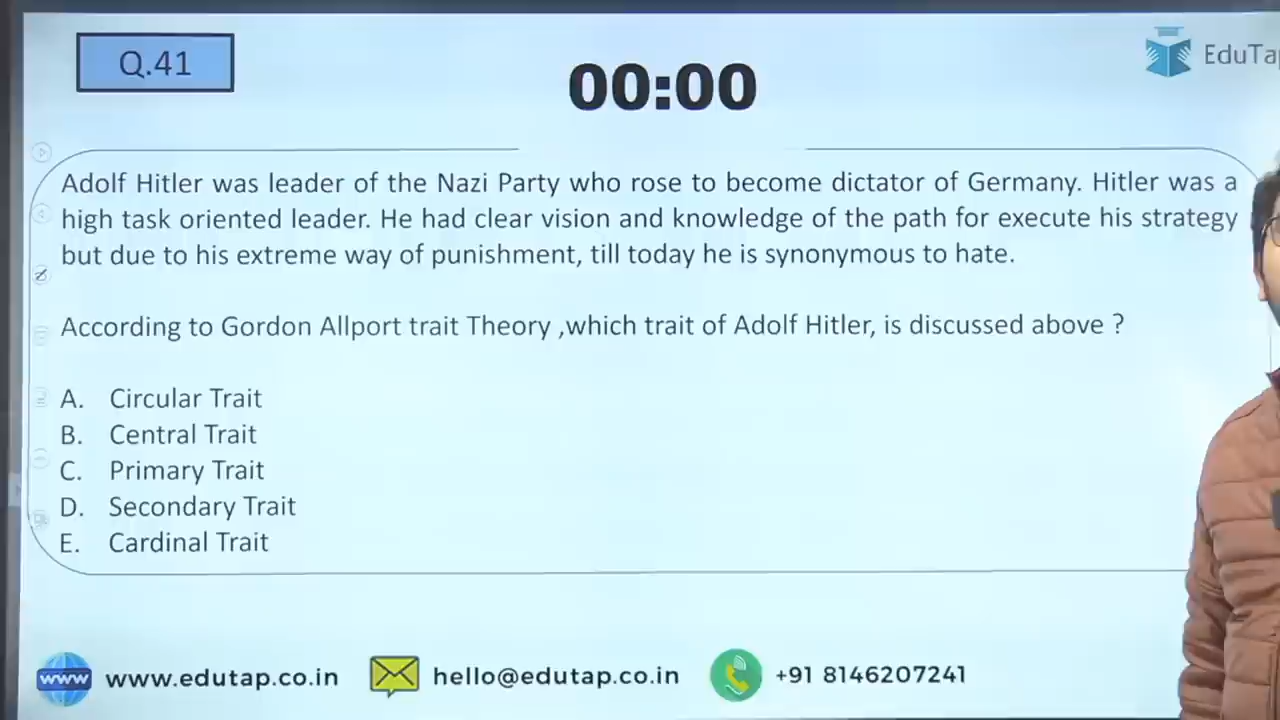 Q.41
00:00
Adolf Hitler was leader of the Nazi Party who rose to become dictator of Germany. Hitler was a
high task oriented leader. He had clear vision and knowledge of the path for execute his strategy
but due to his extreme way of punishment, till today he is synonymous to hate.
According to Gordon Allport trait Theory ,which trait of Adolf Hitler, is discussed above ?
A. Circular Trait
B. Central Trait
C. Primary Trait
D. Secondary Trait
E. Cardinal Trait
www www.edutap.co.in
hello@edutap.co.in
+91 8146207241